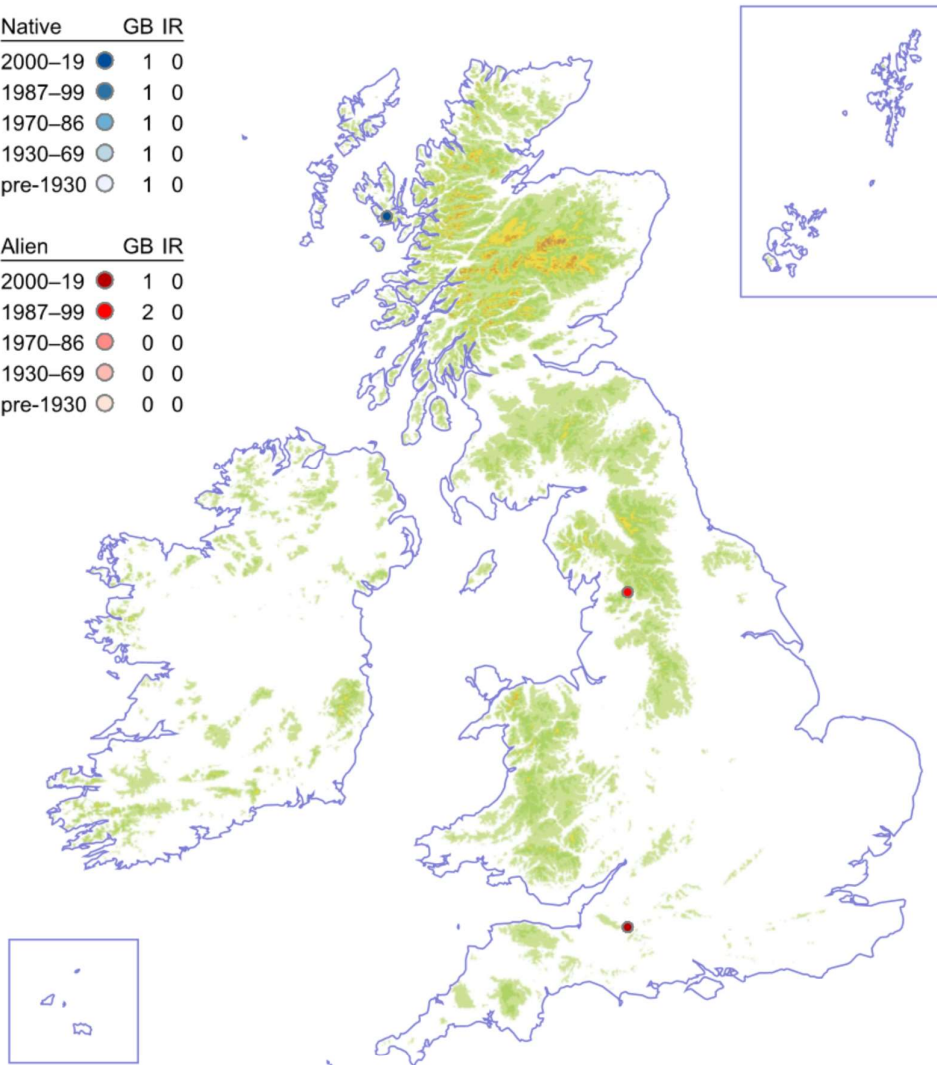 Native GB IR
2000–19 1 0
1987–99 1 0
1970–86 1 0
1930–69 1 0
pre-1930 1 0
Alien GB IR
2000–19 1 0
1987–99 2 0
1970–86 0 0
1930–69 0 0
pre-1930 0 0